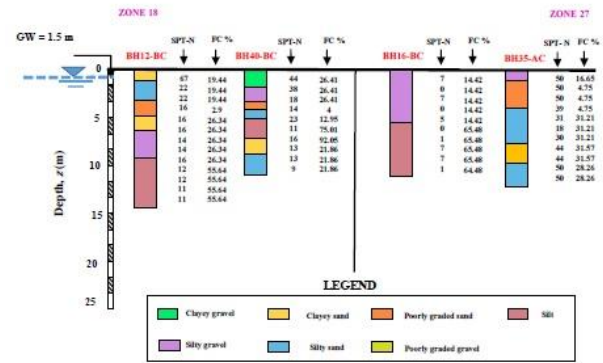 ZONE 18 ZONE 27
GW = 1.5 m
SPT-N FC % SPT-N FC % SPT-N FC % SPT- N FC %
BH12-BC BH40-BC BH16-BC BH35-AC
0
67 19.44 44 26.41 7 14.42 50 16.65
22 19.44 38 26.41 0 14.42 50 4.75
22 19.44 18 26.41 7 14.42 50 4.75
16 2.9 14 4 0 14.42 39 4.75
5
16 26.34 23 12.95 5 14.42 31 31.21
16 26.34 11 75.01 0 65.48 18 31.21
14 26.34 16 92.05 1 65.48 30 31.21
14 26.34 13 21.86 7 65.48 44 31.57
16 26.34 13 21.86 7 65.48 44 31.57
10
12 55.64 9 21.86 1 64.48 50 28.26
12 55.64 50 28.26
11 55.64
11 55.64
15
20
25
Depth, z (m)
LEGEND
Clayey gravel Clayey sand Poorly graded sand Silt
Silty gravel Silty sand Poorly graded gravel